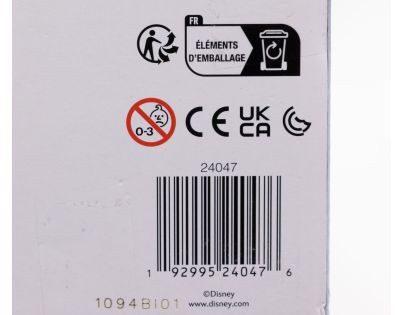 FR
ÉLÉMENTS
D'EMBALLAGE
0-3
CE
UK
CA
24047
1 92995 24047 6
©Disney
www.disney.com
1094BI01